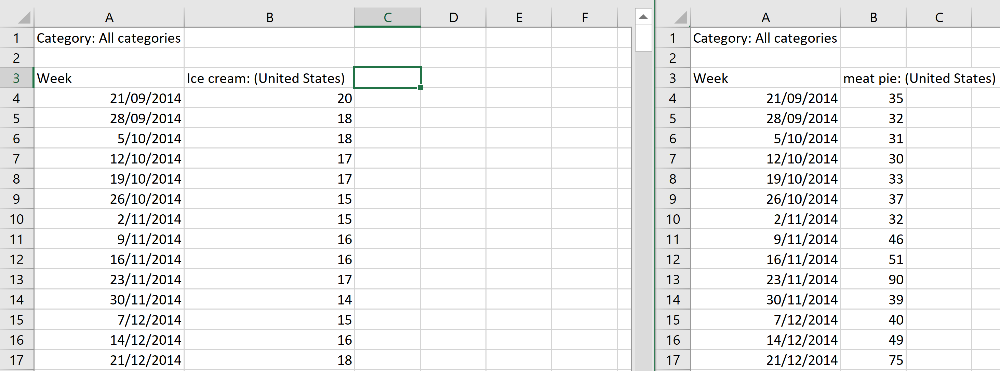 A B C D E F
1 Category: All categories
2
3 Week Ice cream: (United States)
4 21/09/2014 20
5 28/09/2014 18
6 5/10/2014 18
7 12/10/2014 17
8 19/10/2014 17
9 26/10/2014 15
10 2/11/2014 15
11 9/11/2014 16
12 16/11/2014 16
13 23/11/2014 17
14 30/11/2014 14
15 7/12/2014 15
16 14/12/2014 16
17 21/12/2014 18
A B C
1 Category: All categories
2
3 Week meat pie: (United States)
4 21/09/2014 35
5 28/09/2014 32
6 5/10/2014 31
7 12/10/2014 30
8 19/10/2014 33
9 26/10/2014 37
10 2/11/2014 32
11 9/11/2014 46
12 16/11/2014 51
13 23/11/2014 90
14 30/11/2014 39
15 7/12/2014 40
16 14/12/2014 49
17 21/12/2014 75